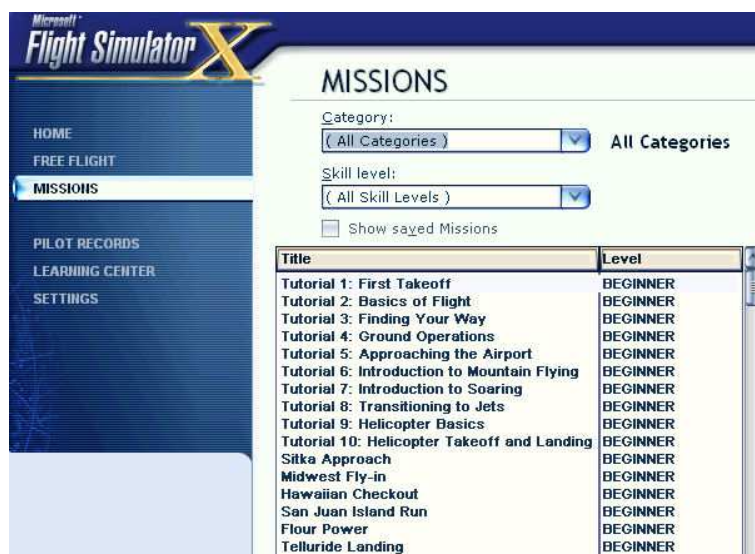 Microsoft
Flight Simulator X
MISSIONS
Category:
( All Categories )
All Categories
Skill level:
( All Skill Levels )
Show saved Missions
HOME
FREE FLIGHT
MISSIONS
PILOT RECORDS
LEARNING CENTER
SETTINGS
Title Level
Tutorial 1: First Takeoff BEGINNER
Tutorial 2: Basics of Flight BEGINNER
Tutorial 3: Finding Your Way BEGINNER
Tutorial 4: Ground Operations BEGINNER
Tutorial 5: Approaching the Airport BEGINNER
Tutorial 6: Introduction to Mountain Flying BEGINNER
Tutorial 7: Introduction to Soaring BEGINNER
Tutorial 8: Transitioning to Jets BEGINNER
Tutorial 9: Helicopter Basics BEGINNER
Tutorial 10: Helicopter Takeoff and Landing BEGINNER
Sitka Approach BEGINNER
Midwest Fly-in BEGINNER
Hawaiian Checkout BEGINNER
San Juan Island Run BEGINNER
Flour Power BEGINNER
Telluride Landing BEGINNER